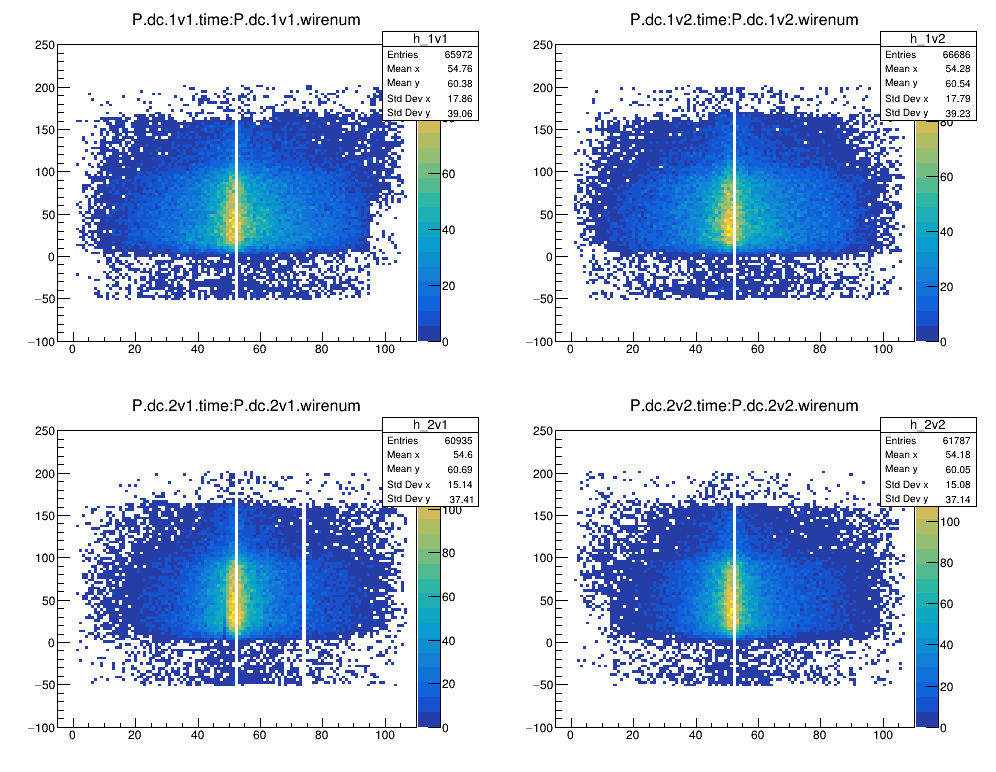 P.dc.1v1.time:P.dc.1v1.wirenum
h_1v1
Entries 65972
Mean x 54.76
Mean y 60.38
Std Dev x 17.86
Std Dev y 39.06
250
200
150
100
50
0
−50
−100
0 20 40 60 80 100
60
40
20
0
P.dc.1v2.time:P.dc.1v2.wirenum
h_1v2
Entries 66686
Mean x 54.28
Mean y 60.54
Std Dev x 17.79
Std Dev y 39.23
250
200
150
100
50
0
−50
−100
0 20 40 60 80 100
80
60
40
20
0
P.dc.2v1.time:P.dc.2v1.wirenum
h_2v1
Entries 60935
Mean x 54.6
Mean y 60.69
Std Dev x 15.14
Std Dev y 37.41
250
200
150
100
50
0
−50
−100
0 20 40 60 80 100
100
80
60
40
20
0
P.dc.2v2.time:P.dc.2v2.wirenum
h_2v2
Entries 61787
Mean x 54.18
Mean y 60.05
Std Dev x 15.08
Std Dev y 37.14
250
200
150
100
50
0
−50
−100
0 20 40 60 80 100
100
80
60
40
20
0